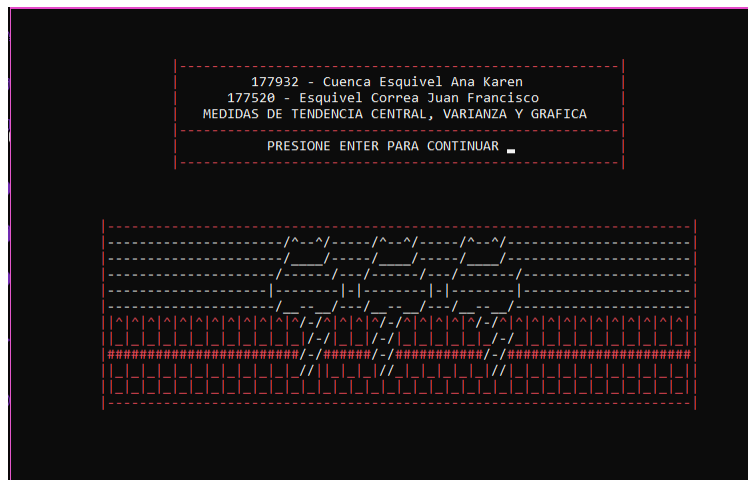 177932 - Cuenca Esquivel Ana Karen
177520 - Esquivel Correa Juan Francisco
MEDIDAS DE TENDENCIA CENTRAL, VARIANZA Y GRAFICA
PRESIONE ENTER PARA CONTINUAR